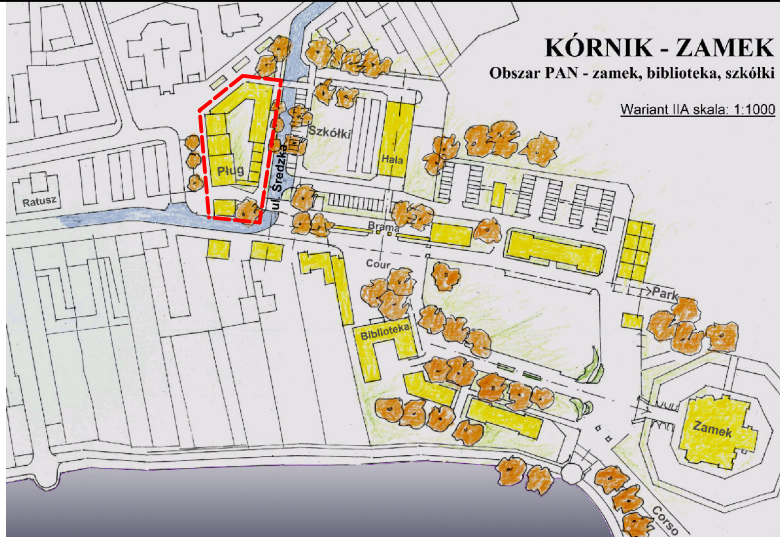 KÓRNIK - ZAMEK
Obszar PAN - zamek, biblioteka, szkółki
Wariant IIA skala: 1:1000
Szkółki
Hala
Pług
ul. Średzka
Ratusz
Brama
Cour
Park
Biblioteka
Zamek
Corso